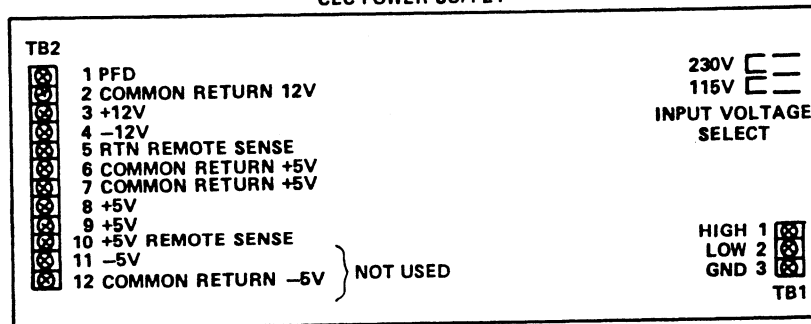 TB2
1 PFD
2 COMMON RETURN 12V
3 +12V
4 –12V
5 RTN REMOTE SENSE
6 COMMON RETURN +5V
7 COMMON RETURN +5V
8 +5V
9 +5V
10 +5V REMOTE SENSE
11 –5V
12 COMMON RETURN –5V
NOT USED
230V
115V
INPUT VOLTAGE
SELECT
HIGH 1
LOW 2
GND 3
TB1